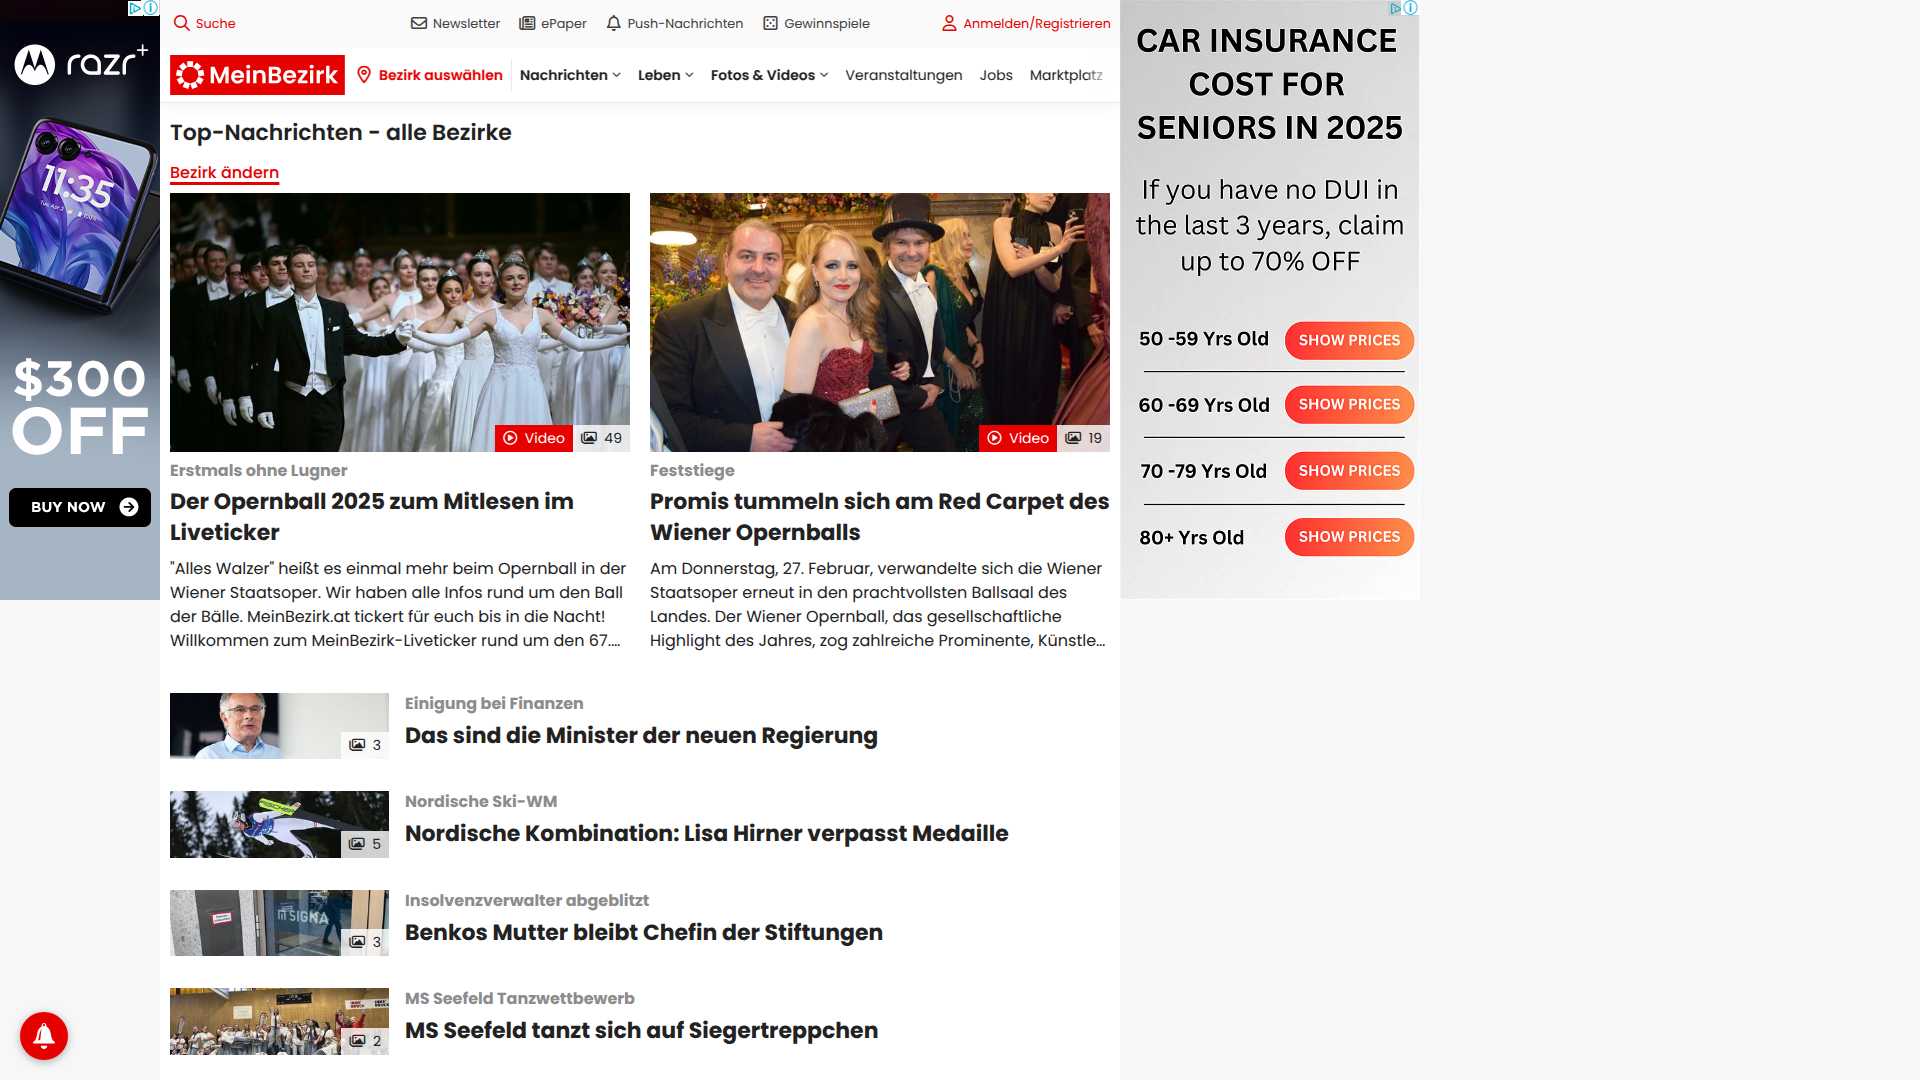 razr+
11:35
$300
OFF
BUY NOW
Suche
Newsletter
ePaper
Push-Nachrichten
Gewinnspiele
Anmelden/Registrieren
MeinBezirk
Bezirk auswählen
Nachrichten
Leben
Fotos & Videos
Veranstaltungen
Jobs
Marktplatz
Top-Nachrichten - alle Bezirke
Bezirk ändern
Video
49
Erstmals ohne Lugner
Der Opernball 2025 zum Mitlesen im
Liveticker
"Alles Walzer" heißt es einmal mehr beim Opernball in der
Wiener Staatsoper. Wir haben alle Infos rund um den Ball
der Bälle. MeinBezirk.at tickert für euch bis in die Nacht!
Willkommen zum MeinBezirk-Liveticker rund um den 67....
Video
19
Feststiege
Promis tummeln sich am Red Carpet des
Wiener Opernballs
Am Donnerstag, 27. Februar, verwandelte sich die Wiener
Staatsoper erneut in den prachtvollsten Ballsaal des
Landes. Der Wiener Opernball, das gesellschaftliche
Highlight des Jahres, zog zahlreiche Prominente, Künstle...
3
Einigung bei Finanzen
Das sind die Minister der neuen Regierung
5
Nordische Ski-WM
Nordische Kombination: Lisa Hirner verpasst Medaille
SIGNA
3
Insolvenzverwalter abgeblitzt
Benkos Mutter bleibt Chefin der Stiftungen
2
MS Seefeld Tanzwettbewerb
MS Seefeld tanzt sich auf Siegertreppchen
CAR INSURANCE
COST FOR
SENIORS IN 2025
If you have no DUI in
the last 3 years, claim
up to 70% OFF
50 -59 Yrs Old
SHOW PRICES
60 -69 Yrs Old
SHOW PRICES
70 -79 Yrs Old
SHOW PRICES
80+ Yrs Old
SHOW PRICES